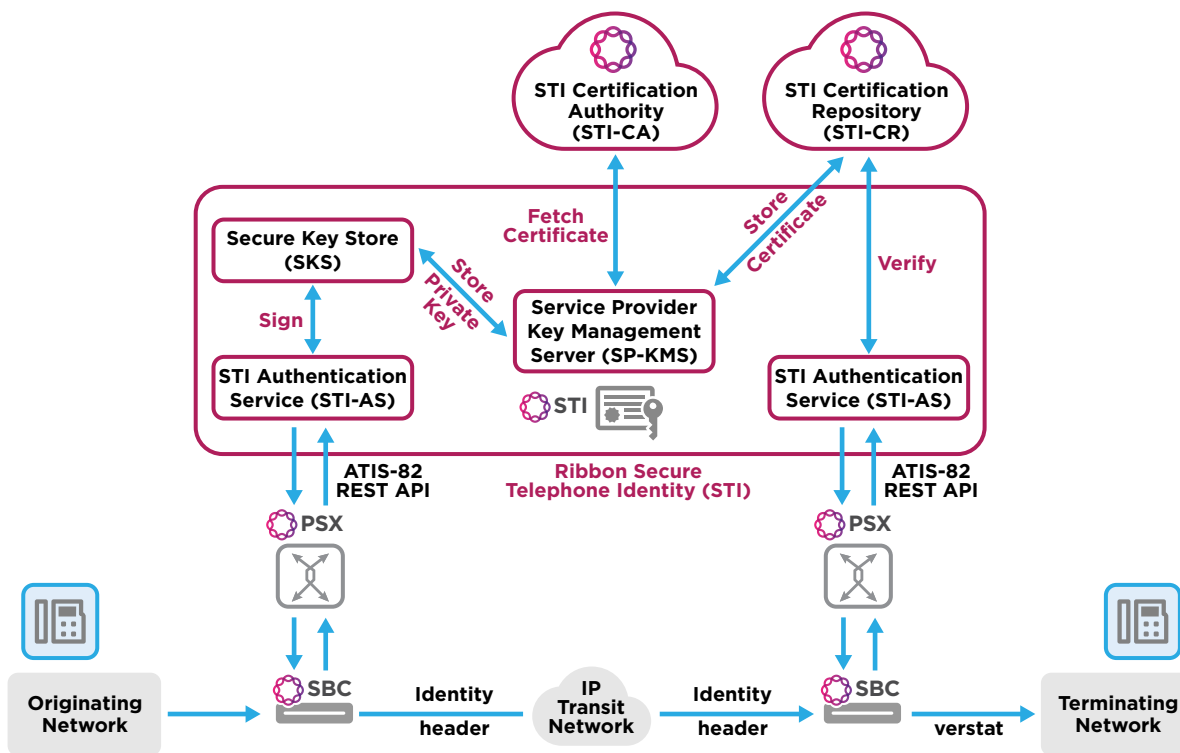 STI Certification
Authority
(STI-CA)
STI Certification
Repository
(STI-CR)
Fetch
Certificate
Store
Certificate
Secure Key Store
(SKS)
Store
Private
Key
Verify
Sign
Service Provider
Key Management
Server (SP-KMS)
STI Authentication
Service (STI-AS)
STI
STI Authentication
Service (STI-AS)
ATIS-82
REST API
Ribbon Secure
Telephone Identity (STI)
ATIS-82
REST API
PSX
PSX
Originating
Network
SBC
Identity
header
IP
Transit
Network
Identity
header
SBC
verstat
Terminating
Network